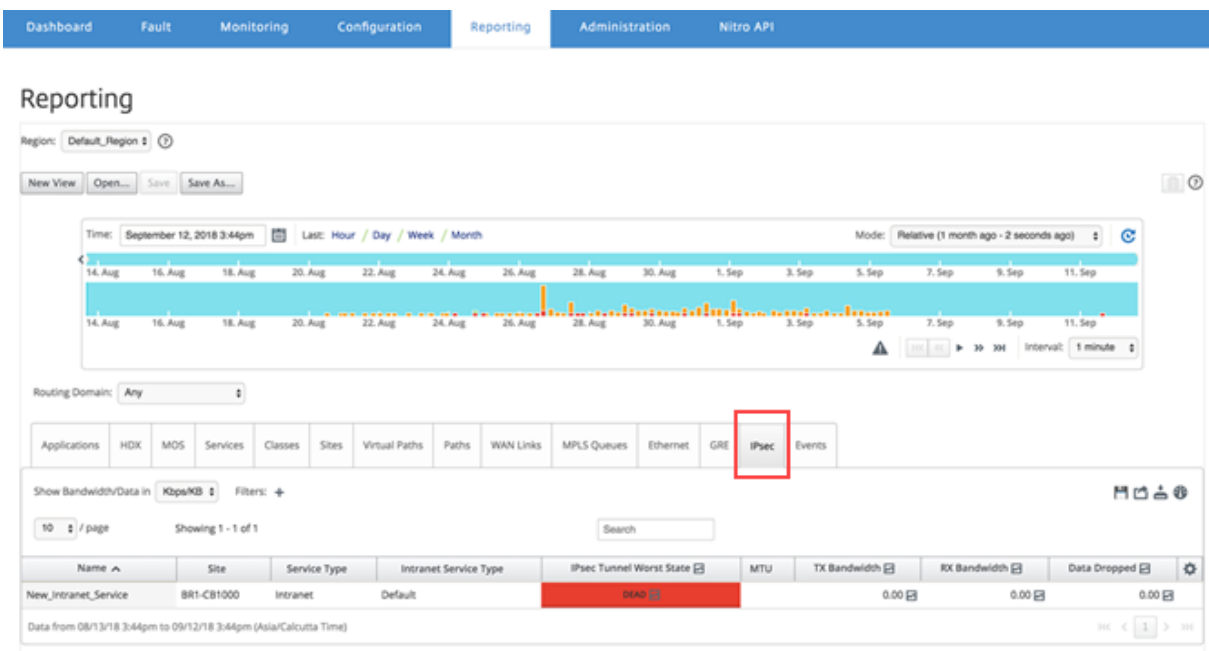 Dashboard Fault Monitoring Configuration Reporting Administration Nitro API
Reporting
Region: Default_Region
New View Open... Save Save As...
Time: September 12, 2018 3:44pm Last: Hour / Day / Week / Month Mode: Relative (1 month ago - 2 seconds ago)
14. Aug 16. Aug 18. Aug 20. Aug 22. Aug 24. Aug 26. Aug 28. Aug 30. Aug 1. Sep 3. Sep 5. Sep 7. Sep 9. Sep 11. Sep
14. Aug 16. Aug 18. Aug 20. Aug 22. Aug 24. Aug 26. Aug 28. Aug 30. Aug 1. Sep 3. Sep 5. Sep 7. Sep 9. Sep 11. Sep
Interval: 1 minute
Routing Domain: Any
Applications HDX MOS Services Classes Sites Virtual Paths Paths WAN Links MPLS Queues Ethernet GRE IPsec Events
Show Bandwidth/Data in Kbps/KB Filters: +
10 / page Showing 1 - 1 of 1 Search
Name Site Service Type Intranet Service Type IPsec Tunnel Worst State MTU TX Bandwidth RX Bandwidth Data Dropped
New_Intranet_Service BR1-CB1000 Intranet Default DEAD 0.00 0.00 0.00
Data from 08/13/18 3:44pm to 09/12/18 3:44pm (Asia/Calcutta Time) 1